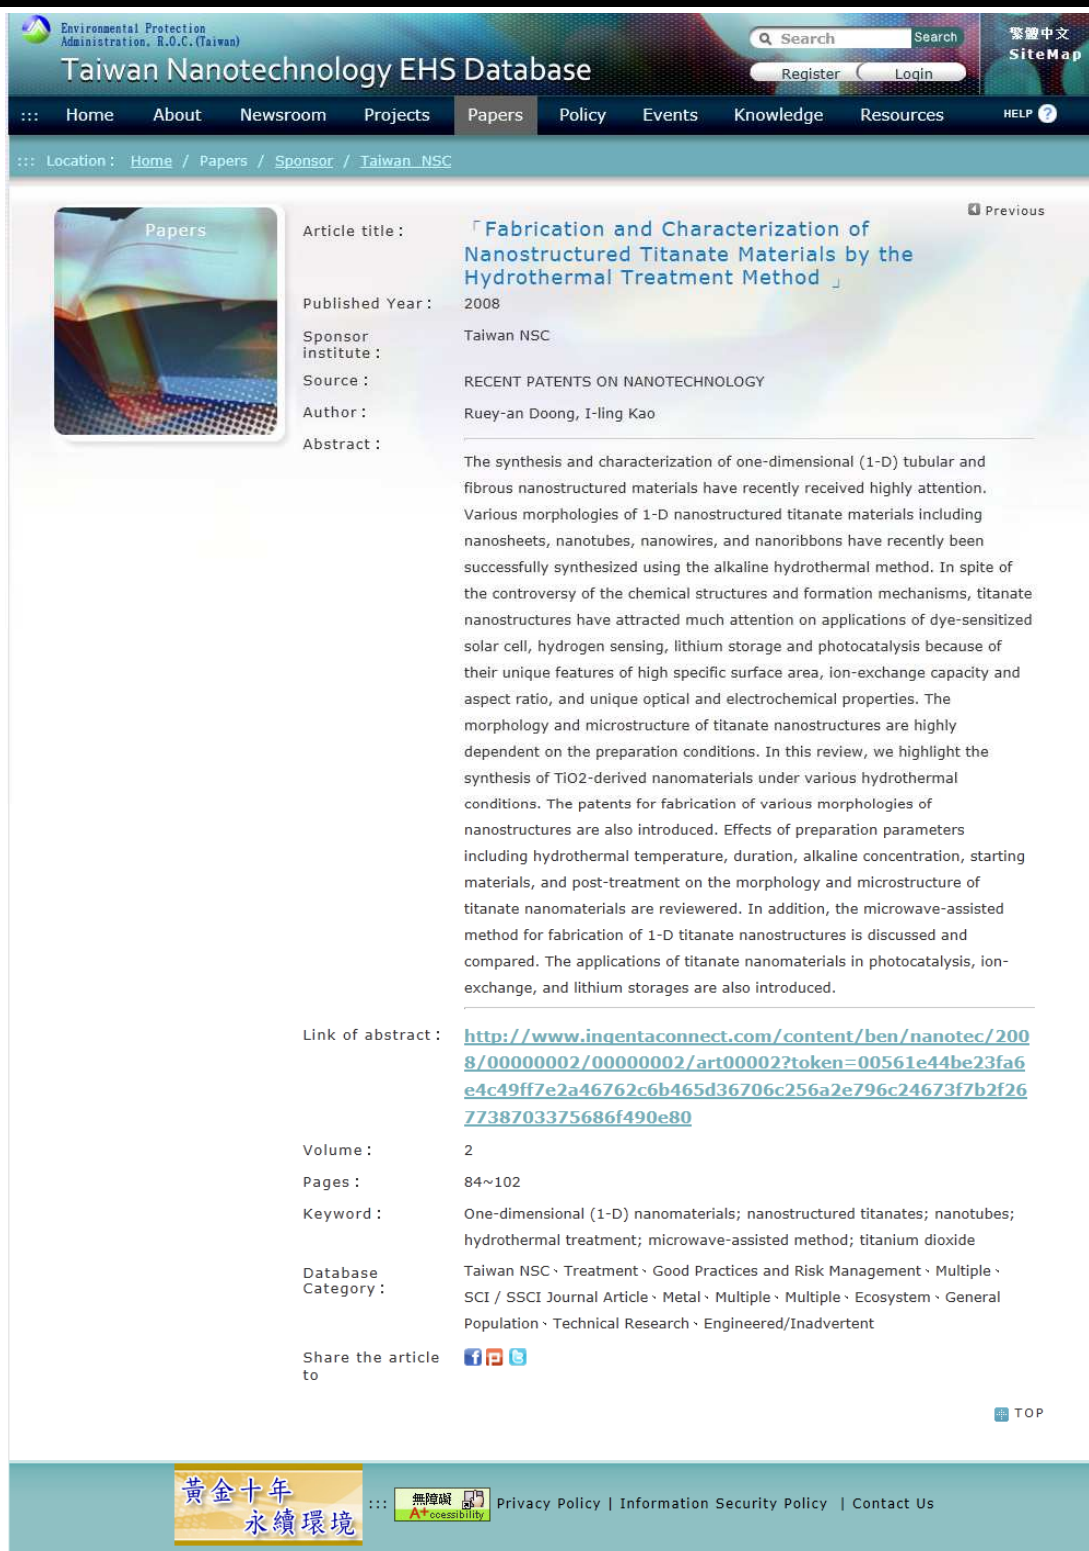 Environmental Protection
Administration, R.O.C.(Taiwan)
Taiwan Nanotechnology EHS Database
Search
Search
Register
Login
繁體中文
SiteMap
::: Home About Newsroom Projects Papers Policy Events Knowledge Resources HELP ?
::: Location： Home / Papers / Sponsor / Taiwan NSC
Previous
Papers
Article title：
「Fabrication and Characterization of
Nanostructured Titanate Materials by the
Hydrothermal Treatment Method 」
Published Year： 2008
Sponsor
institute：
Taiwan NSC
Source： RECENT PATENTS ON NANOTECHNOLOGY
Author： Ruey-an Doong, I-ling Kao
Abstract：
The synthesis and characterization of one-dimensional (1-D) tubular and
fibrous nanostructured materials have recently received highly attention.
Various morphologies of 1-D nanostructured titanate materials including
nanosheets, nanotubes, nanowires, and nanoribbons have recently been
successfully synthesized using the alkaline hydrothermal method. In spite of
the controversy of the chemical structures and formation mechanisms, titanate
nanostructures have attracted much attention on applications of dye-sensitized
solar cell, hydrogen sensing, lithium storage and photocatalysis because of
their unique features of high specific surface area, ion-exchange capacity and
aspect ratio, and unique optical and electrochemical properties. The
morphology and microstructure of titanate nanostructures are highly
dependent on the preparation conditions. In this review, we highlight the
synthesis of TiO2-derived nanomaterials under various hydrothermal
conditions. The patents for fabrication of various morphologies of
nanostructures are also introduced. Effects of preparation parameters
including hydrothermal temperature, duration, alkaline concentration, starting
materials, and post-treatment on the morphology and microstructure of
titanate nanomaterials are reviewered. In addition, the microwave-assisted
method for fabrication of 1-D titanate nanostructures is discussed and
compared. The applications of titanate nanomaterials in photocatalysis, ion-
exchange, and lithium storages are also introduced.
Link of abstract：
http://www.ingentaconnect.com/content/ben/nanotec/200
8/00000002/00000002/art00002?token=00561e44be23fa6
e4c49ff7e2a46762c6b465d36706c256a2e796c24673f7b2f26
7738703375686f490e80
Volume： 2
Pages： 84~102
Keyword：
One-dimensional (1-D) nanomaterials; nanostructured titanates; nanotubes;
hydrothermal treatment; microwave-assisted method; titanium dioxide
Database
Category：
Taiwan NSC、Treatment、Good Practices and Risk Management、Multiple、
SCI / SSCI Journal Article、Metal、Multiple、Multiple、Ecosystem、General
Population、Technical Research、Engineered/Inadvertent
Share the article
to
TOP
黃金十年
永續環境
::: 無障礙
A+ccessibility
Privacy Policy | Information Security Policy | Contact Us